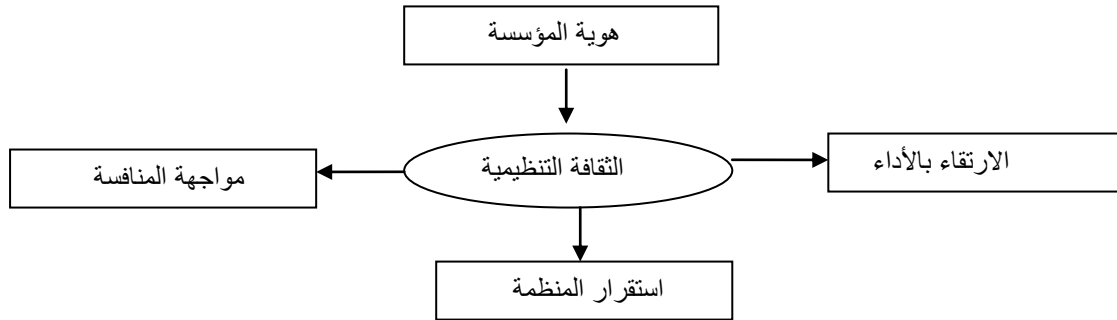 هوية المؤسسة
الارتقاء بالأداء
الثقافة التنظيمية
مواجهة المنافسة
استقرار المنظمة